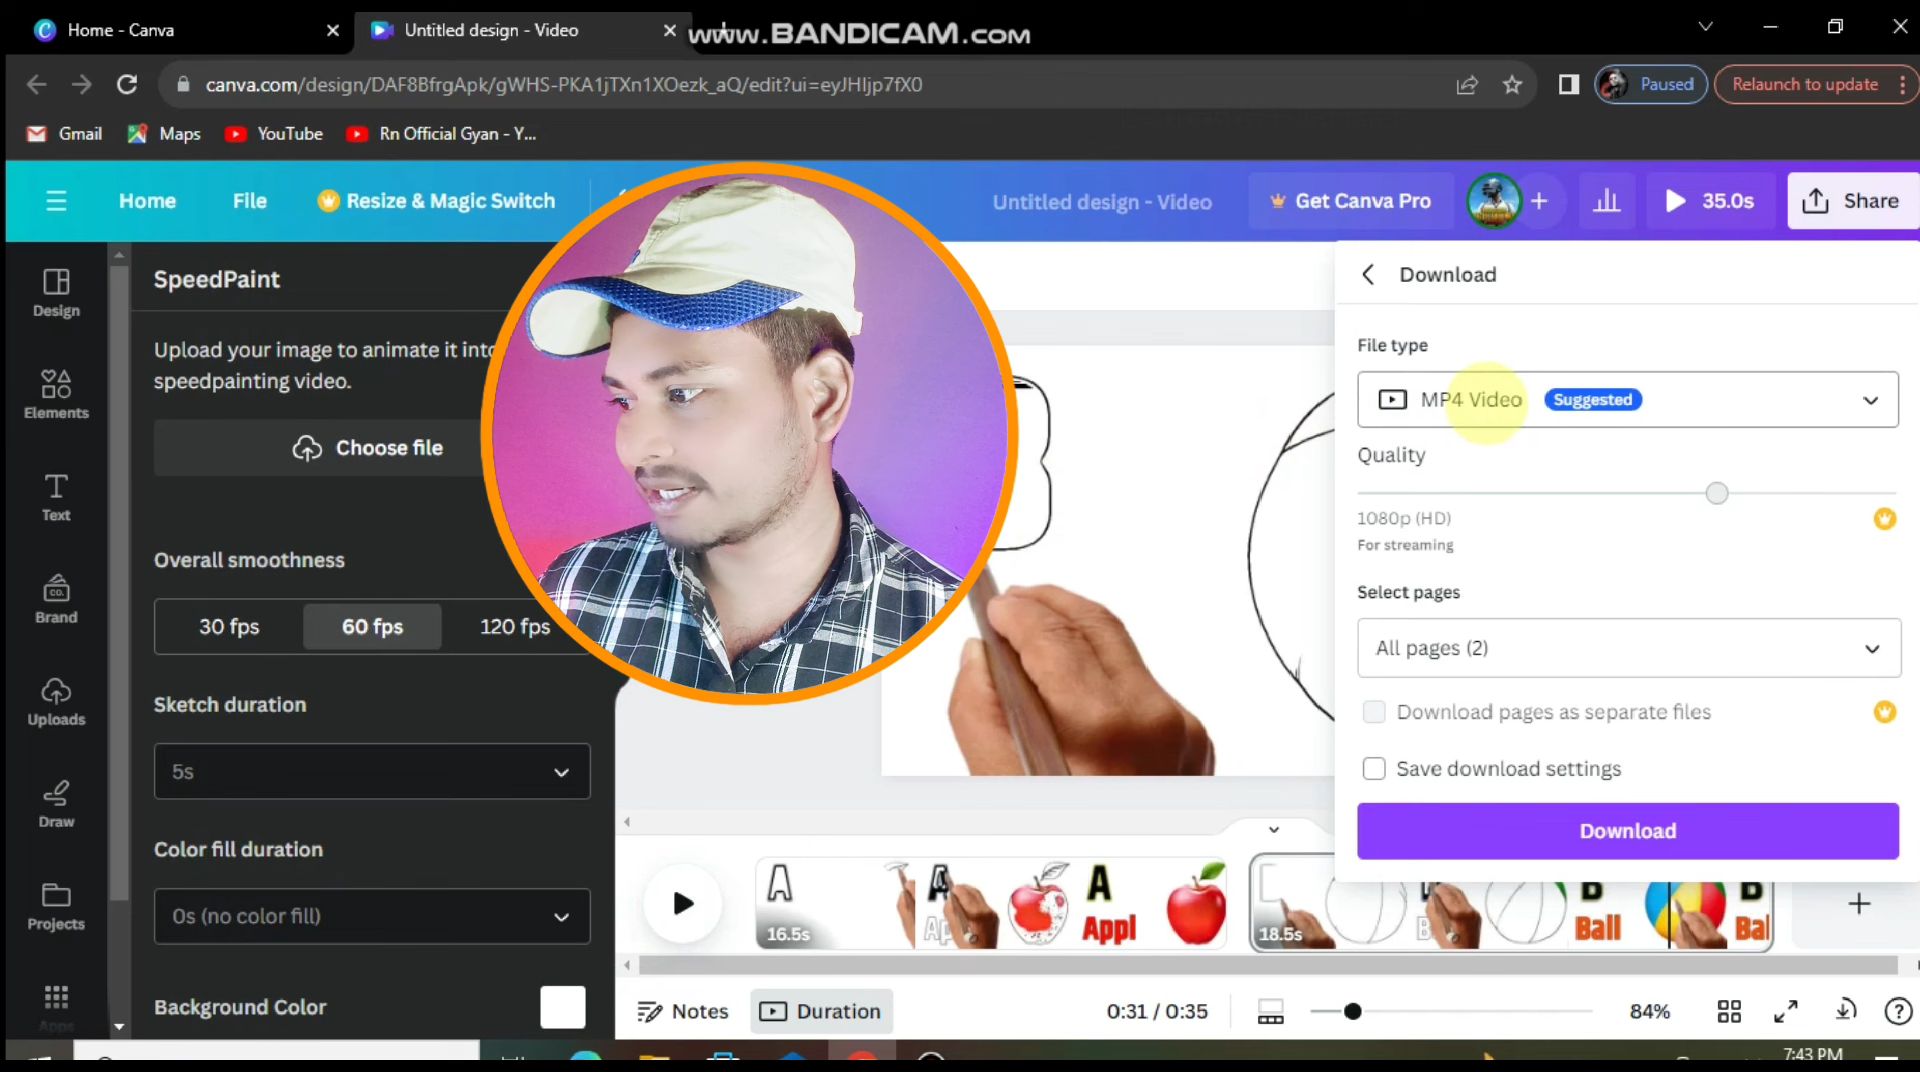 Home - Canva
Untitled design - Video
www.BANDICAM.com
canva.com/design/DAF8BfrgApk/gWHS-PKA1jTXn1XOezk_aQ/edit?ui=eyJHIjp7fX0
Paused
Relaunch to update
Gmail
Maps
YouTube
Rn Official Gyan - Y...
Home
File
Resize & Magic Switch
Untitled design - Video
Get Canva Pro
35.0s
Share
Design
Elements
Text
Brand
Uploads
Draw
Projects
Apps
SpeedPaint
Upload your image to animate it into
speedpainting video.
Choose file
Overall smoothness
30 fps
60 fps
120 fps
Sketch duration
5s
Color fill duration
0s (no color fill)
Background Color
Download
File type
MP4 Video
Suggested
Quality
1080p (HD)
For streaming
Select pages
All pages (2)
Download pages as separate files
Save download settings
Download
A
16.5s
A
Ap
A
Appl
18.5s
B
B
Ball
B
Bal
Notes
Duration
0:31 / 0:35
84%
7:43 PM